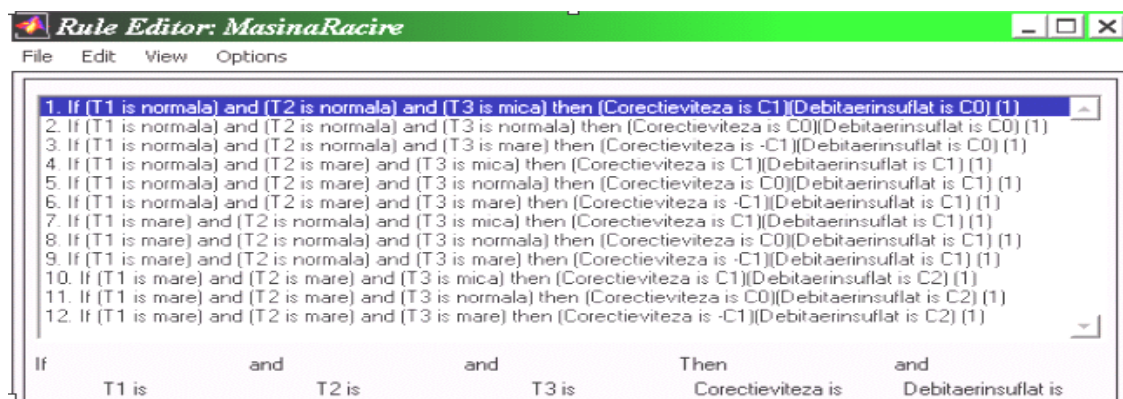 Rule Editor: MasinaRacire
File Edit View Options
1. If (T1 is normala) and (T2 is normala) and (T3 is mica) then (Corectieviteza is C1)(Debitaerinsuflat is C0) (1)
2. If (T1 is normala) and (T2 is normala) and (T3 is normala) then (Corectieviteza is C0)(Debitaerinsuflat is C0) (1)
3. If (T1 is normala) and (T2 is normala) and (T3 is mare) then (Corectieviteza is -C1)(Debitaerinsuflat is C0) (1)
4. If (T1 is normala) and (T2 is mare) and (T3 is mica) then (Corectieviteza is C1)(Debitaerinsuflat is C1) (1)
5. If (T1 is normala) and (T2 is mare) and (T3 is normala) then (Corectieviteza is C0)(Debitaerinsuflat is C1) (1)
6. If (T1 is normala) and (T2 is mare) and (T3 is mare) then (Corectieviteza is -C1)(Debitaerinsuflat is C1) (1)
7. If (T1 is mare) and (T2 is normala) and (T3 is mica) then (Corectieviteza is C1)(Debitaerinsuflat is C1) (1)
8. If (T1 is mare) and (T2 is normala) and (T3 is normala) then (Corectieviteza is C0)(Debitaerinsuflat is C1) (1)
9. If (T1 is mare) and (T2 is normala) and (T3 is mare) then (Corectieviteza is -C1)(Debitaerinsuflat is C1) (1)
10. If (T1 is mare) and (T2 is mare) and (T3 is mica) then (Corectieviteza is C1)(Debitaerinsuflat is C2) (1)
11. If (T1 is mare) and (T2 is mare) and (T3 is normala) then (Corectieviteza is C0)(Debitaerinsuflat is C2) (1)
12. If (T1 is mare) and (T2 is mare) and (T3 is mare) then (Corectieviteza is -C1)(Debitaerinsuflat is C2) (1)
If and and Then and
T1 is T2 is T3 is Corectieviteza is Debitaerinsuflat is